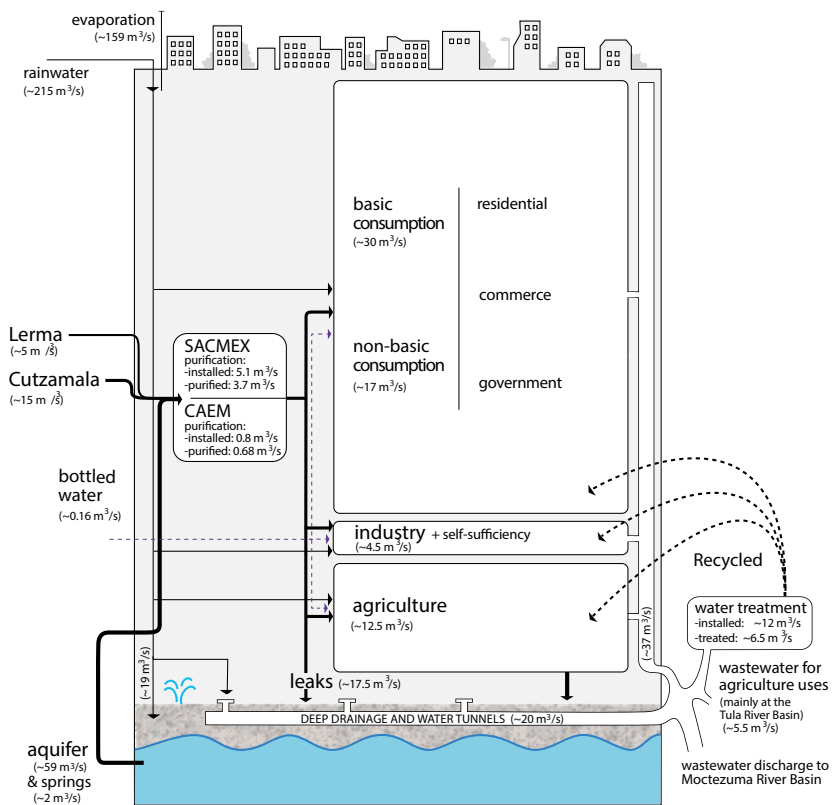 evaporation
(~159 m³/s)
rainwater
(~215 m³/s)
basic
consumption
(~30 m³/s)
residential
commerce
non-basic
consumption
(~17 m³/s)
government
Lerma
(~5 m³/s)
Cutzamala
(~15 m³/s)
SACMEX
purification:
-installed: 5.1 m³/s
-purified: 3.7 m³/s
CAEM
purification:
-installed: 0.8 m³/s
-purified: 0.68 m³/s
bottled
water
(~0.16 m³/s)
industry + self-sufficiency
(~4.5 m³/s)
Recycled
agriculture
(~12.5 m³/s)
water treatment
-installed: ~12 m³/s
-treated: ~6.5 m³/s
(~37 m³/s)
(~19 m³/s)
leaks (~17.5 m³/s)
wastewater for
agriculture uses
(mainly at the
Tula River Basin)
(~5.5 m³/s)
DEEP DRAINAGE AND WATER TUNNELS (~20 m³/s)
aquifer
(~59 m³/s)
& springs
(~2 m³/s)
wastewater discharge to
Moctezuma River Basin